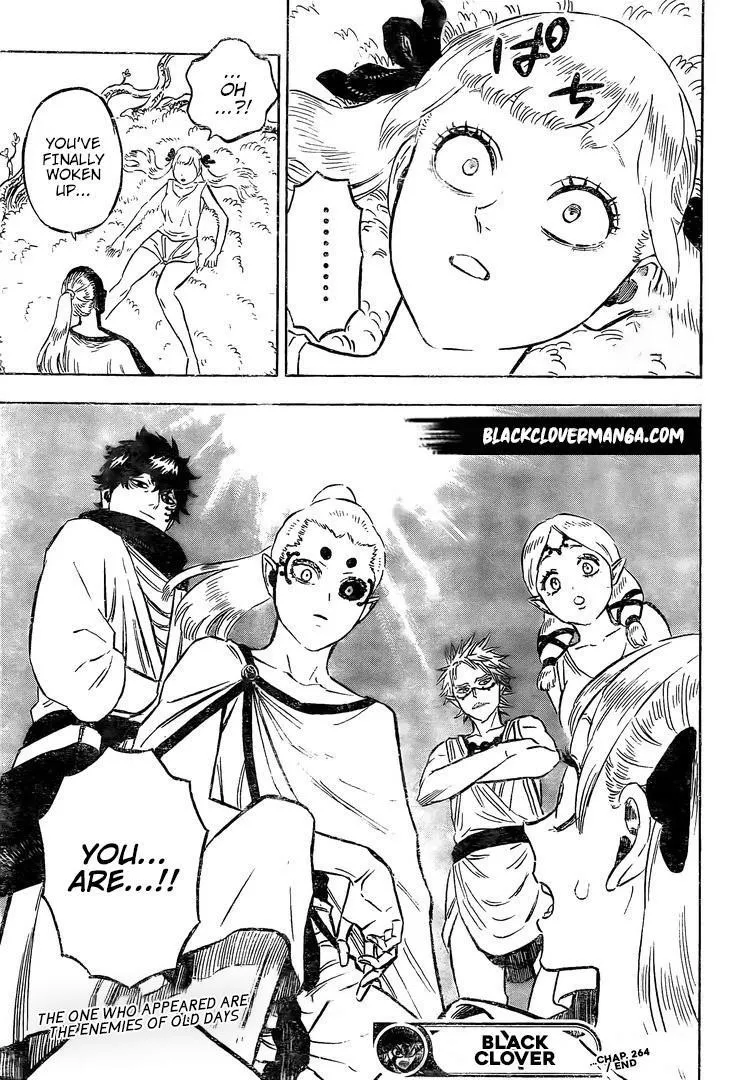 ぱち
.........
...
OH
...?!
YOU'VE
FINALLY
WOKEN
UP...
BLACKCLOVERMANGA.COM
YOU...
ARE...!!
THE ONE WHO APPEARED ARE
THE ENEMIES OF OLD DAYS
BLACK
CLOVER
...CHAP. 264
/ END